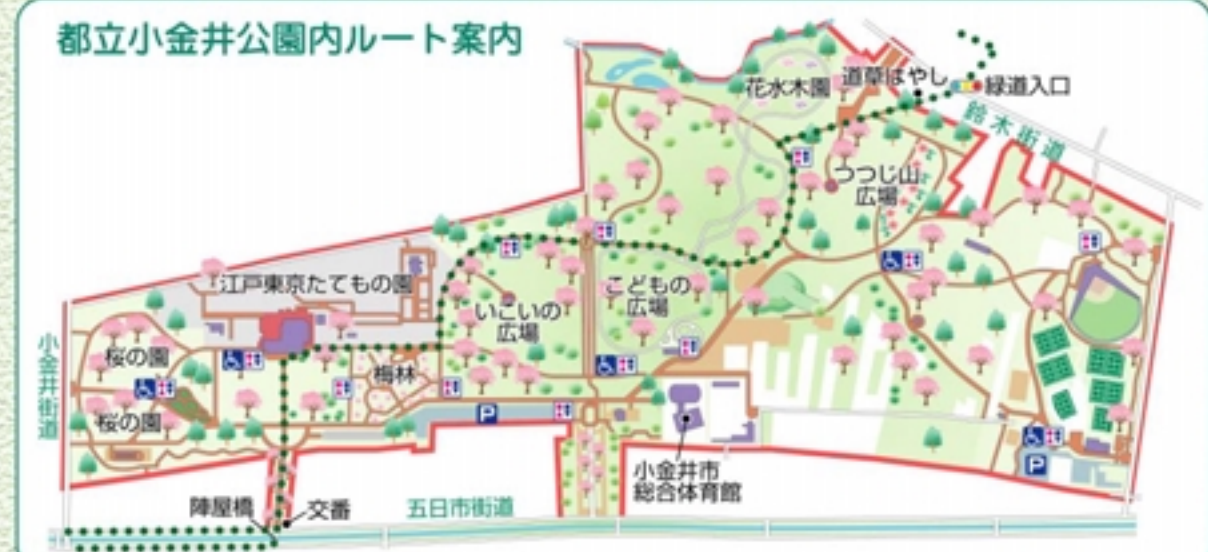 都立小金井公園内ルート案内
花水木園
道草はやし
緑道入口
鈴木街道
つつじ山
広場
江戸東京たてもの園
いこいの
広場
こどもの
広場
小金井街道
桜の園
梅林
桜の園
P
小金井市
総合体育館
P
陣屋橋
交番
五日市街道